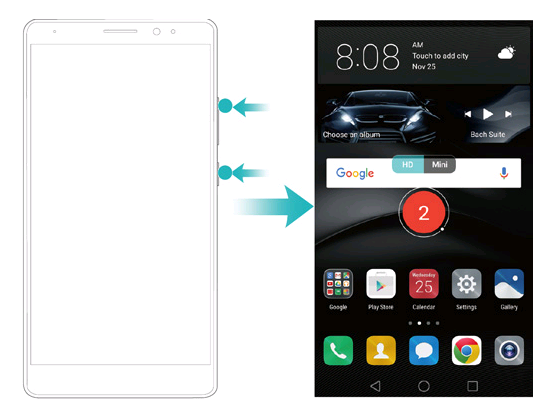 8:08
AM
Touch to add city
Nov 25
Choose an album
Bach Suite
HD Mini
Google
2
Wednesday
25
Google Play Store Calendar Settings Gallery